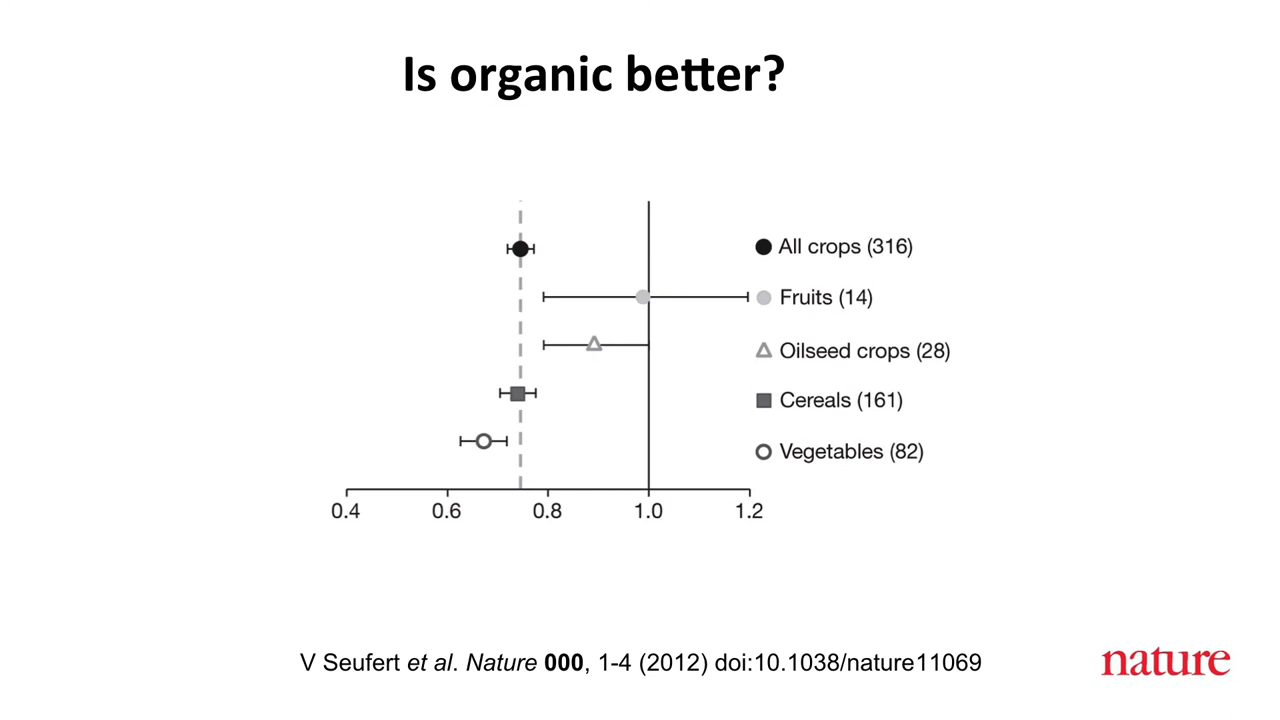 Is organic better?
All crops (316)
Fruits (14)
Oilseed crops (28)
Cereals (161)
Vegetables (82)
0.4 0.6 0.8 1.0 1.2
V Seufert et al. Nature 000, 1-4 (2012) doi:10.1038/nature11069
nature